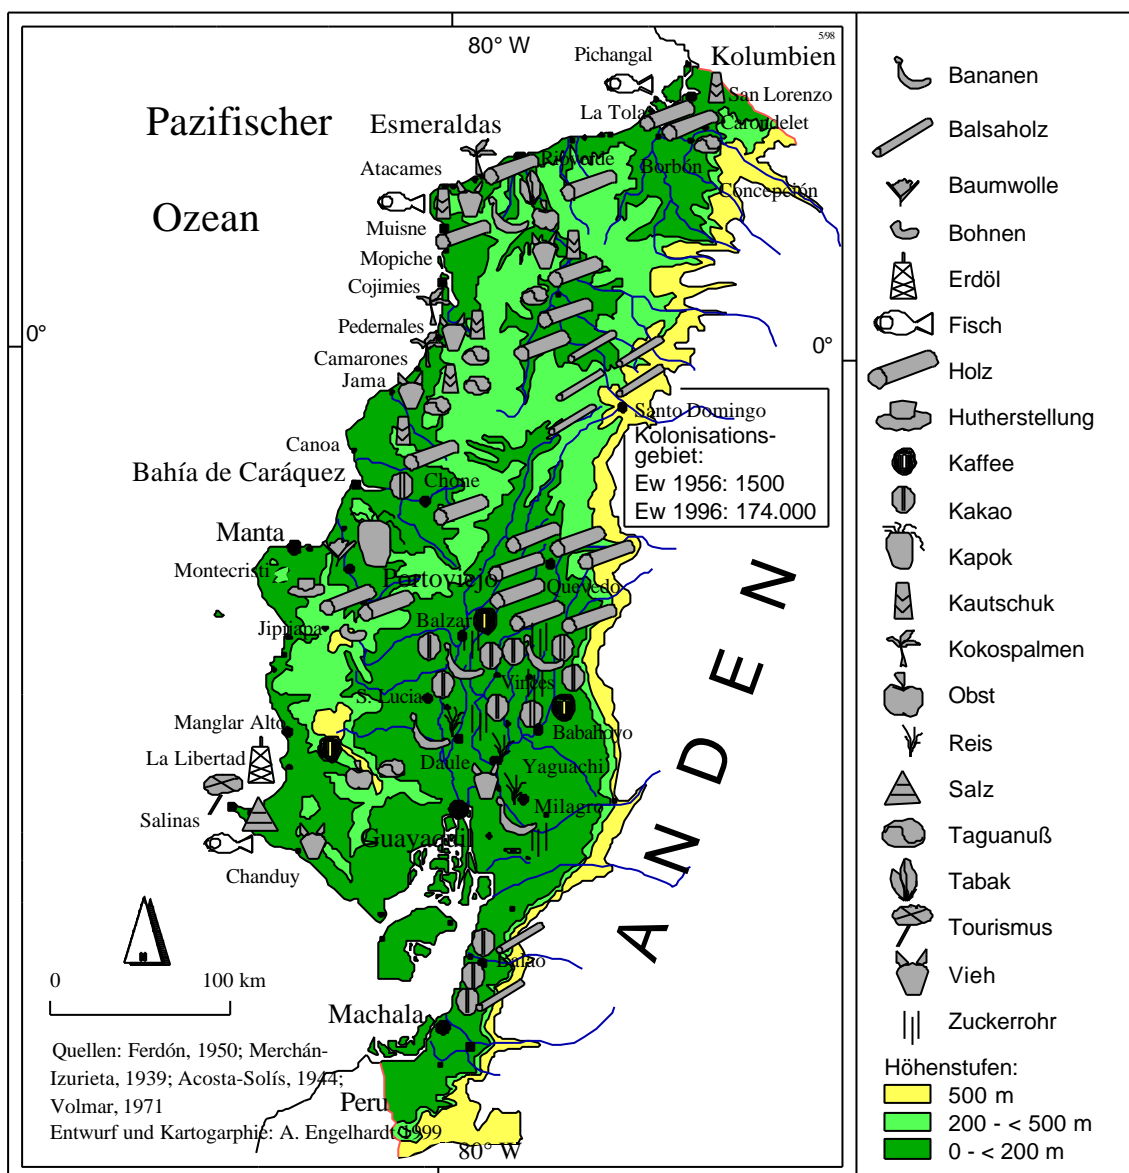 5/98
80° W
Pichangal
Kolumbien
San Lorenzo
La Tola
Carondelet
Pazifischer
Ozean
Esmeraldas
Atacames
Rioverde
Borbón
Concepción
Muisne
Mopiche
Cojimies
0°
0°
Pedernales
Camarones
Jama
Santo Domingo
Kolonisations-
gebiet:
Ew 1956: 1500
Ew 1996: 174.000
Canoa
Bahía de Caráquez
Chone
Manta
Montecristi
Portoviejo
Quevedo
Jipijapa
Balzar
S. Lucia
Vinces
Manglar Alto
Babahoyo
La Libertad
Daule
Yaguachi
Salinas
Milagro
Guayaquil
Chanduy
ANDEN
N
0
100 km
Balao
Machala
Quellen: Ferdón, 1950; Merchán-
Izurieta, 1939; Acosta-Solís, 1944;
Volmar, 1971
Peru
Entwurf und Kartogarphie: A. Engelhardt 1999
80° W
Bananen
Balsaholz
Baumwolle
Bohnen
Erdöl
Fisch
Holz
Hutherstellung
Kaffee
Kakao
Kapok
Kautschuk
Kokospalmen
Obst
Reis
Salz
Taguanuß
Tabak
Tourismus
Vieh
Zuckerrohr
Höhenstufen:
500 m
200 - < 500 m
0 - < 200 m